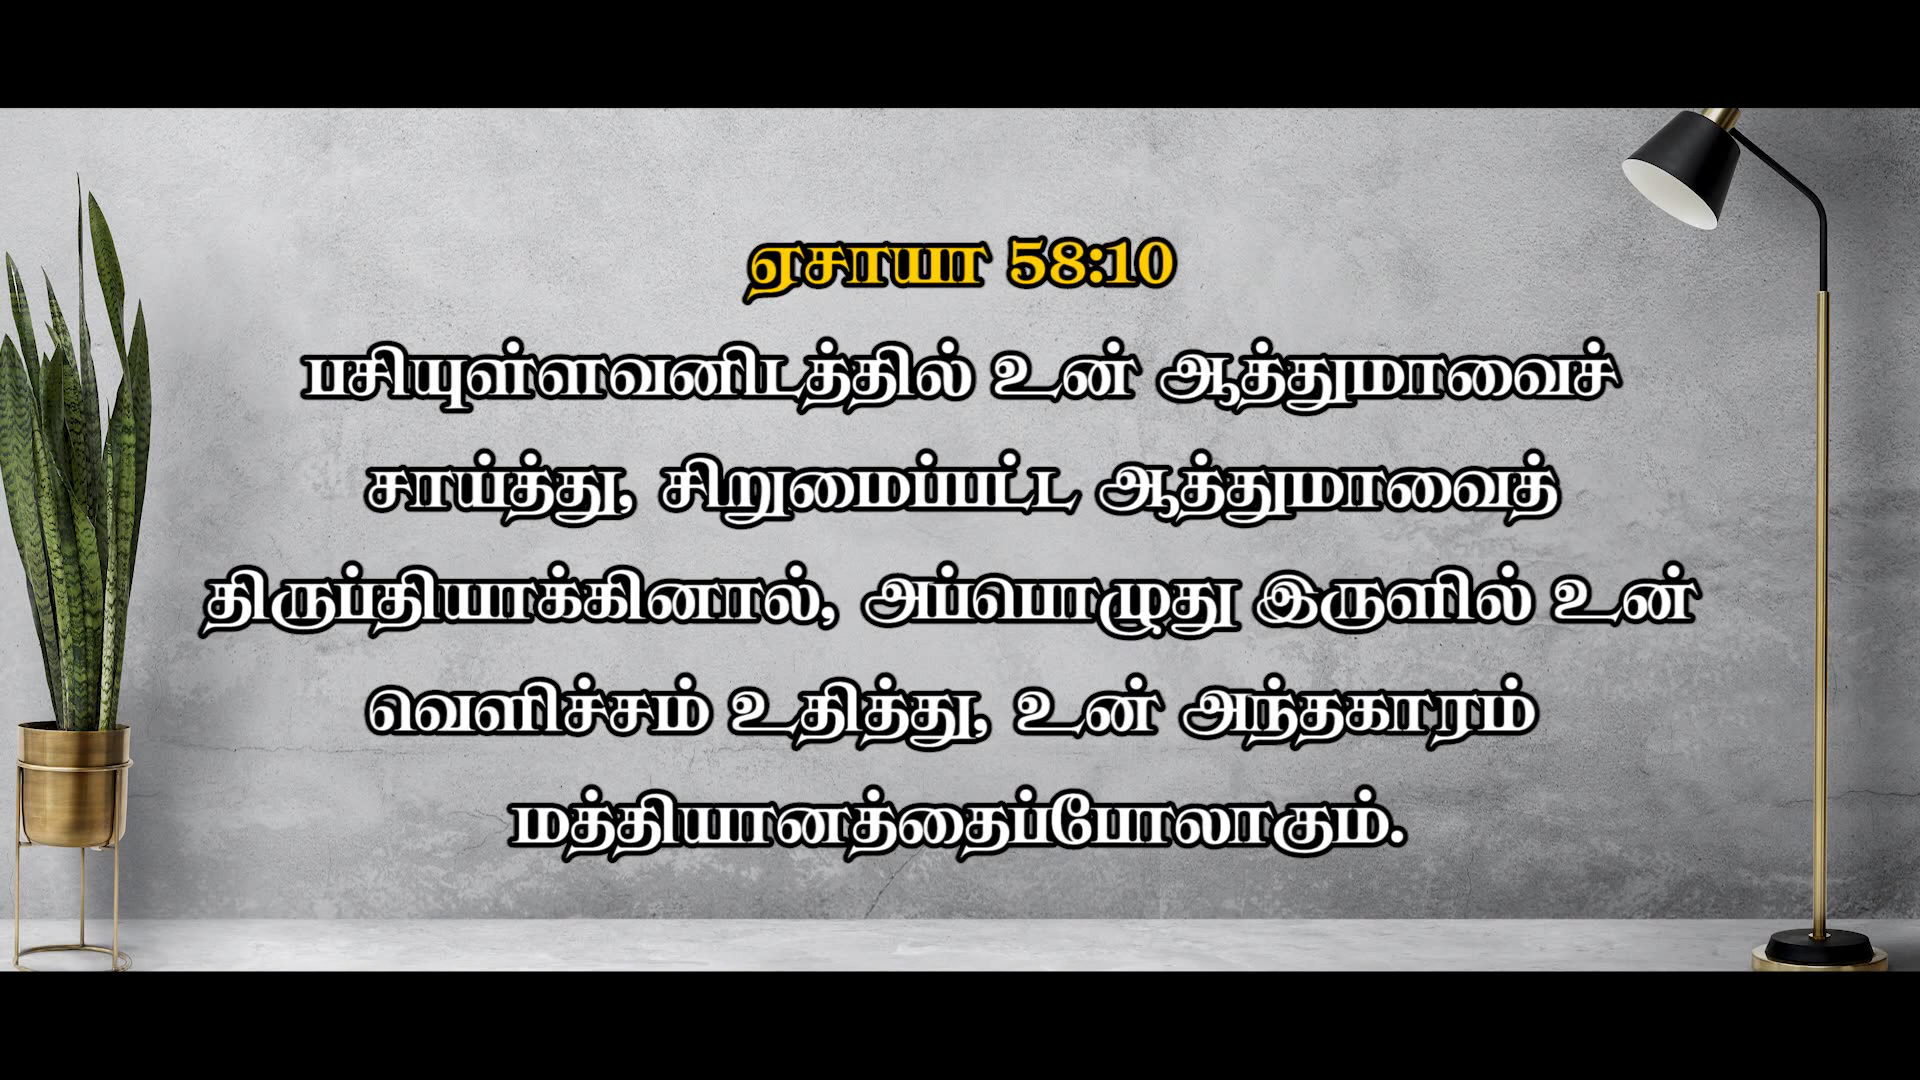 ஏசாயா 58:10
பசியுள்ளவனிடத்தில் உன் ஆத்துமாவைச்
சாய்த்து, சிறுமைப்பட்ட ஆத்துமாவைத்
திருப்தியாக்கினால், அப்பொழுது இருளில் உன்
வெளிச்சம் உதித்து, உன் அந்தகாரம்
மத்தியானத்தைப்போலாகும்.